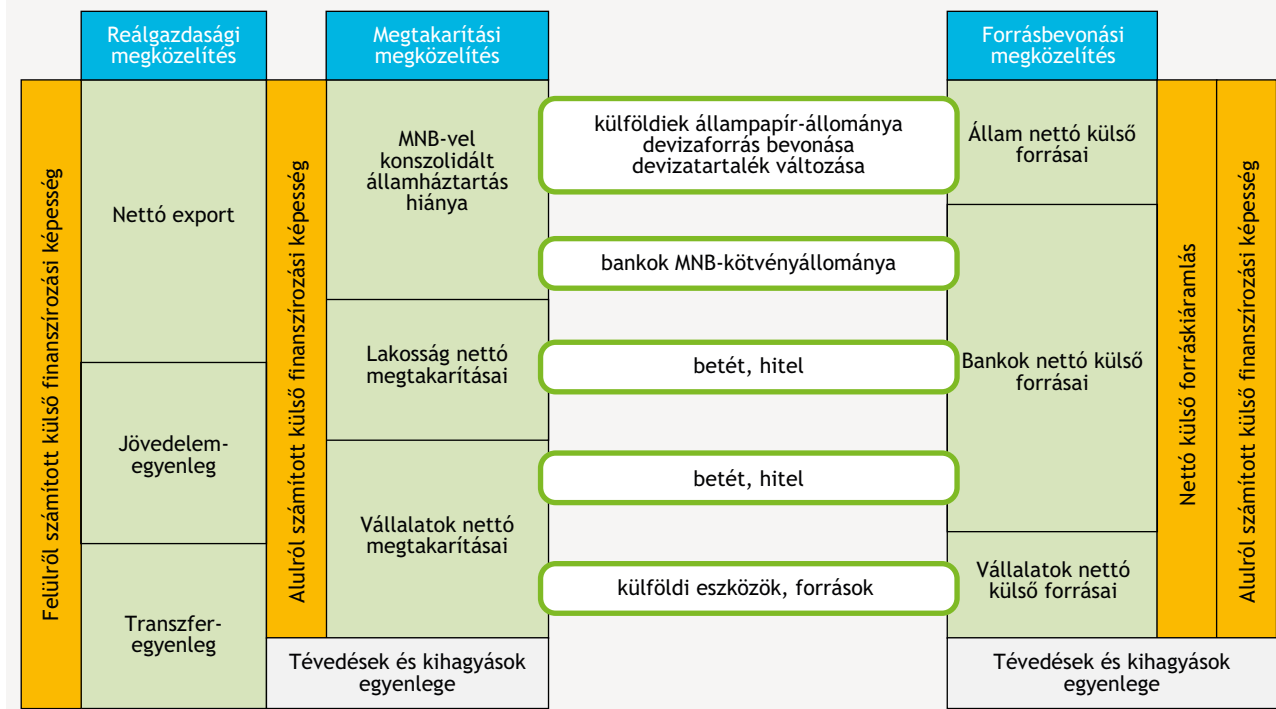 Reálgazdasági
megközelítés
Megtakarítási
megközelítés
Forrásbevonási
megközelítés
Felülről számított külső finanszírozási képesség
Nettó export
Jövedelem-
egyenleg
Transzfer-
egyenleg
Alulról számított külső finanszírozási képesség
MNB-vel
konszolidált
államháztartás
hiánya
Lakosság nettó
megtakarításai
Vállalatok nettó
megtakarításai
Tévedések és kihagyások
egyenlege
külföldiek állampapír-állománya
devizaforrás bevonása
devizatartalék változása
bankok MNB-kötvényállománya
betét, hitel
betét, hitel
külföldi eszközök, források
Állam nettó külső
forrásai
Bankok nettó külső
forrásai
Vállalatok nettó
külső forrásai
Nettó külső forráskiáramlás
Alulról számított külső finanszírozási képesség
Tévedések és kihagyások
egyenlege